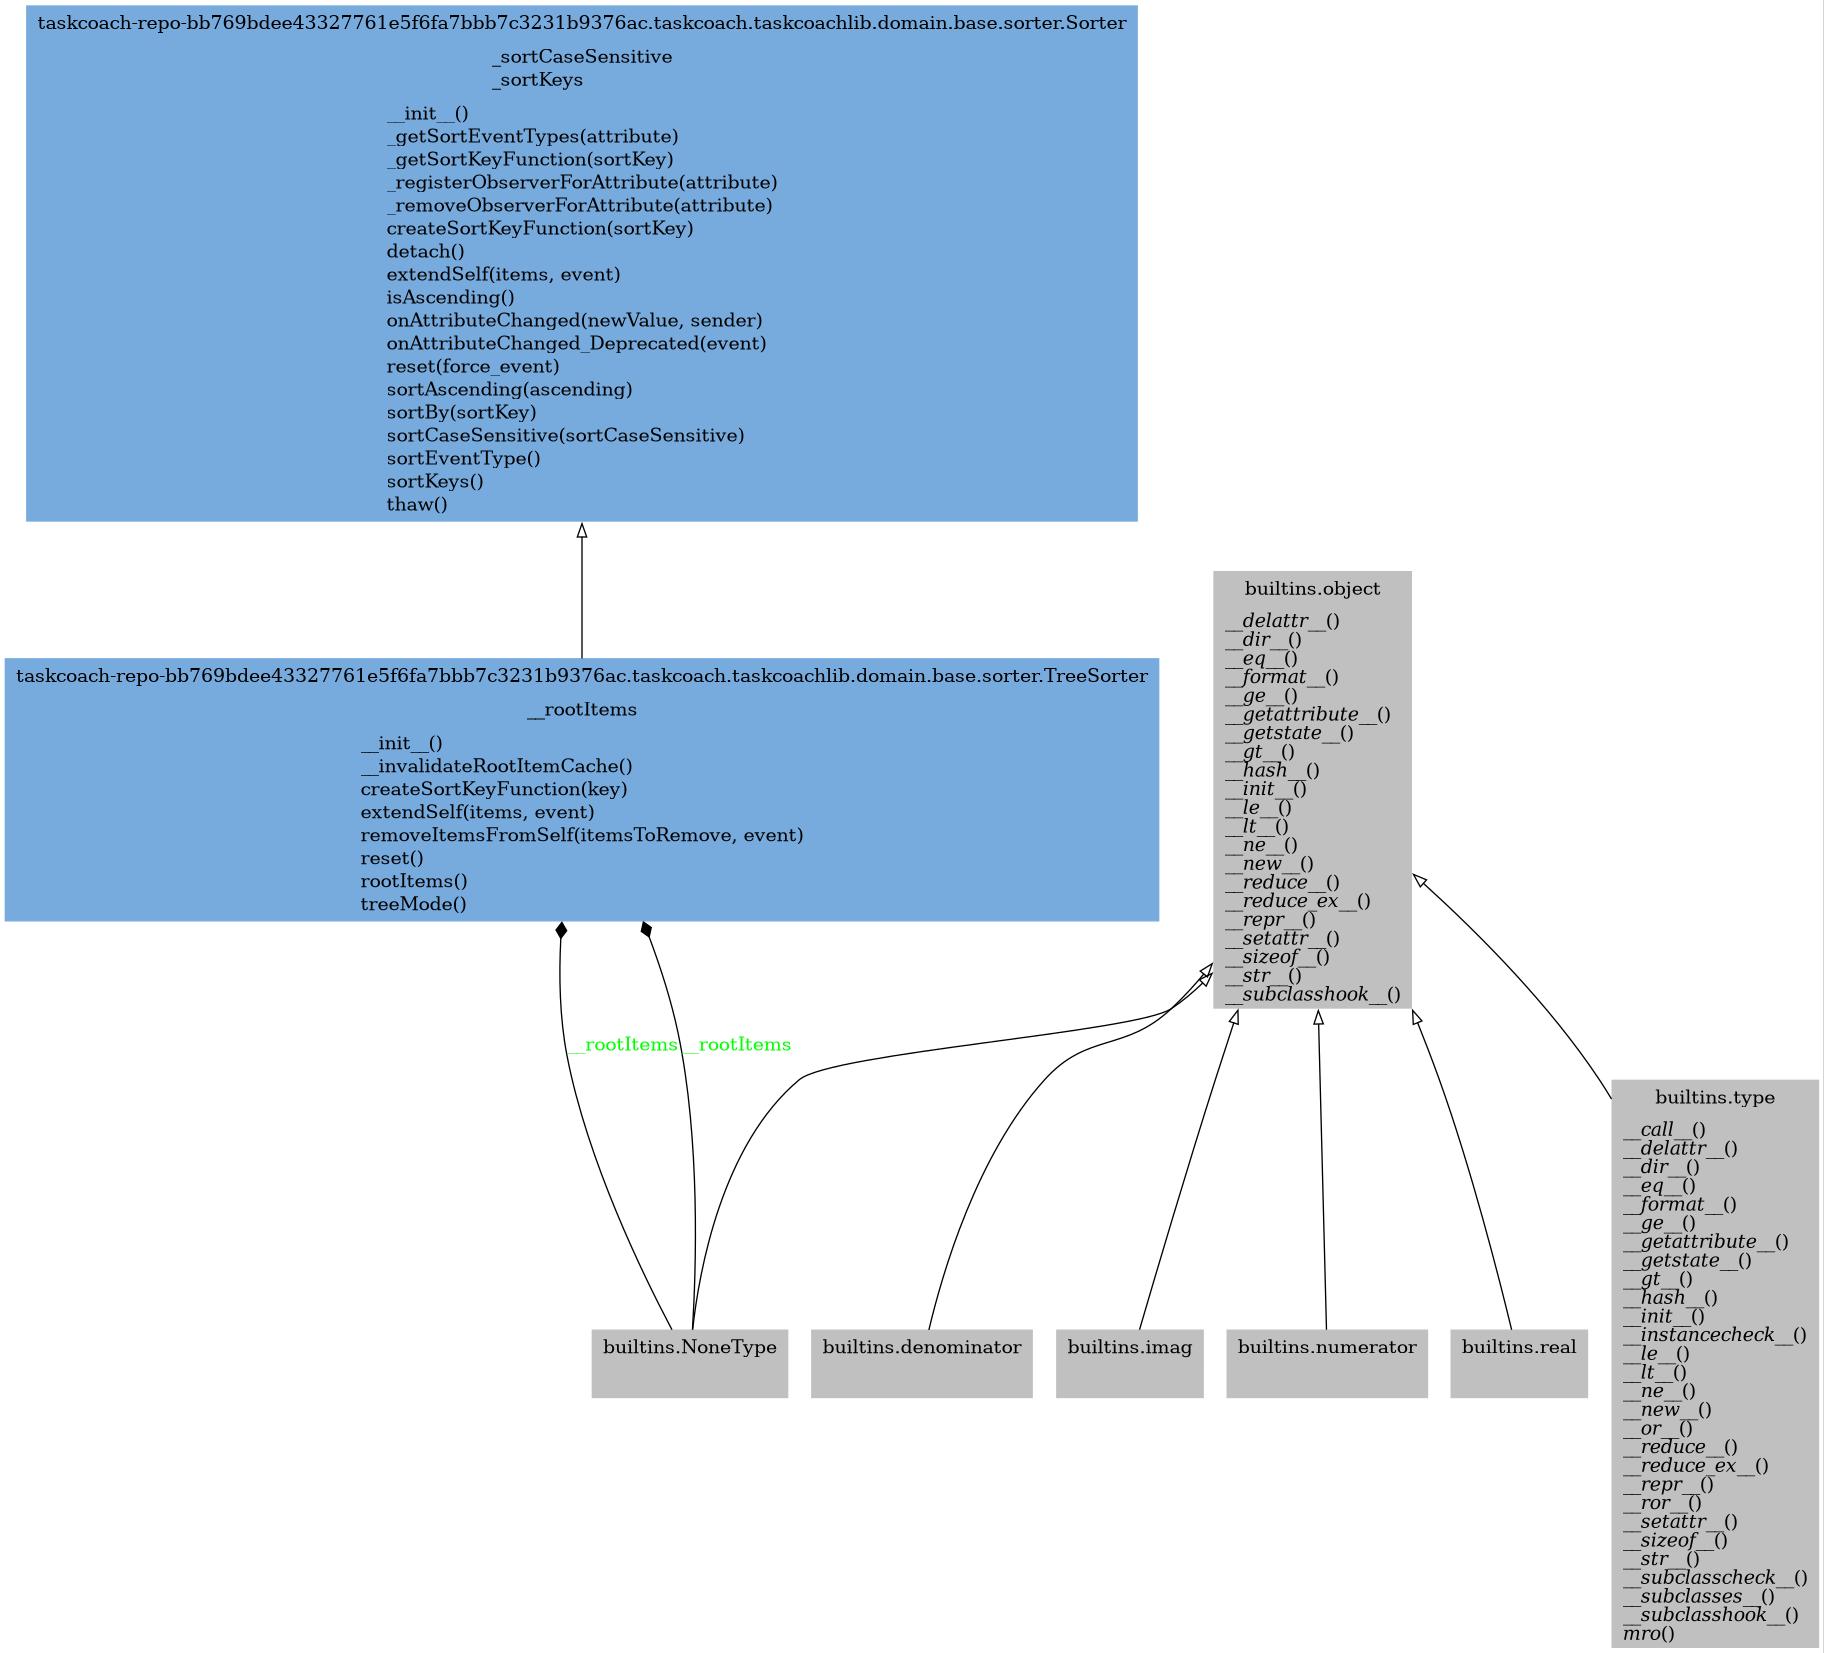 taskcoach-repo-bb769bdee43327761e5f6fa7bbb7c3231b9376ac.taskcoach.taskcoachlib.domain.base.sorter.Sorter
_sortCaseSensitive
_sortKeys
__init__()
_getSortEventTypes(attribute)
_getSortKeyFunction(sortKey)
_registerObserverForAttribute(attribute)
_removeObserverForAttribute(attribute)
createSortKeyFunction(sortKey)
detach()
extendSelf(items, event)
isAscending()
onAttributeChanged(newValue, sender)
onAttributeChanged_Deprecated(event)
reset(force_event)
sortAscending(ascending)
sortBy(sortKey)
sortCaseSensitive(sortCaseSensitive)
sortEventType()
sortKeys()
thaw()
taskcoach-repo-bb769bdee43327761e5f6fa7bbb7c3231b9376ac.taskcoach.taskcoachlib.domain.base.sorter.TreeSorter
__rootItems
__init__()
__invalidateRootItemCache()
createSortKeyFunction(key)
extendSelf(items, event)
removeItemsFromSelf(itemsToRemove, event)
reset()
rootItems()
treeMode()
builtins.object
__delattr__()
__dir__()
__eq__()
__format__()
__ge__()
__getattribute__()
__getstate__()
__gt__()
__hash__()
__init__()
__le__()
__lt__()
__ne__()
__new__()
__reduce__()
__reduce_ex__()
__repr__()
__setattr__()
__sizeof__()
__str__()
__subclasshook__()
__rootItems
__rootItems
builtins.NoneType
builtins.denominator
builtins.imag
builtins.numerator
builtins.real
builtins.type
__call__()
__delattr__()
__dir__()
__eq__()
__format__()
__ge__()
__getattribute__()
__getstate__()
__gt__()
__hash__()
__init__()
__instancecheck__()
__le__()
__lt__()
__ne__()
__new__()
__or__()
__reduce__()
__reduce_ex__()
__repr__()
__ror__()
__setattr__()
__sizeof__()
__str__()
__subclasscheck__()
__subclasses__()
__subclasshook__()
mro()